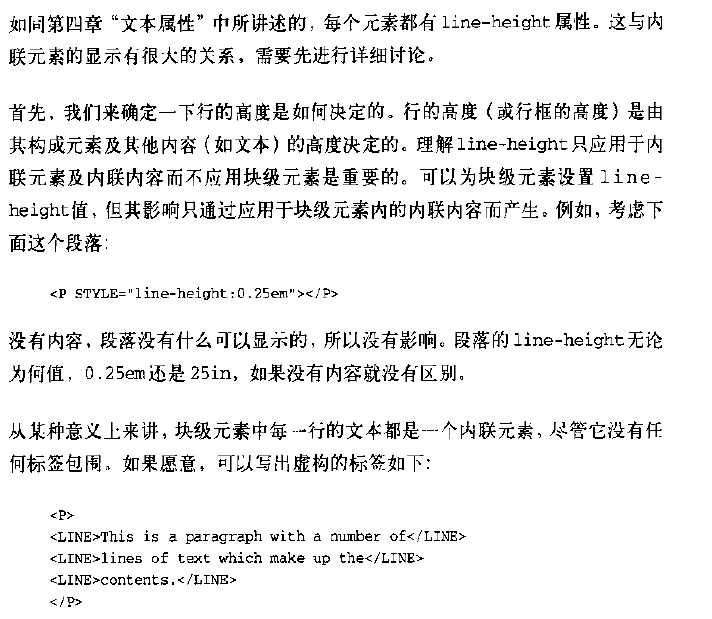 如同第四章“文本属性”中所讲述的，每个元素都有line-height属性。这与内
联元素的显示有很大的关系，需要先进行详细讨论。
首先，我们来确定一下行的高度是如何决定的。行的高度（或行框的高度）是由
其构成元素及其他内容（如文本）的高度决定的。理解line-height只应用于内
联元素及内联内容而不应用块级元素是重要的。可以为块级元素设置line-
height值，但其影响只通过应用于块级元素内的内联内容而产生。例如，考虑下
面这个段落：
<P STYLE="line-height:0.25em"></P>
没有内容，段落没有什么可以显示的，所以没有影响。段落的line-height无论
为何值，0.25em还是25in，如果没有内容就没有区别。
从某种意义上来讲，块级元素中每一行的文本都是一个内联元素，尽管它没有任
何标签包围。如果愿意，可以写出虚构的标签如下：
<P>
<LINE>This is a paragraph with a number of</LINE>
<LINE>lines of text which make up the</LINE>
<LINE>contents.</LINE>
</P>